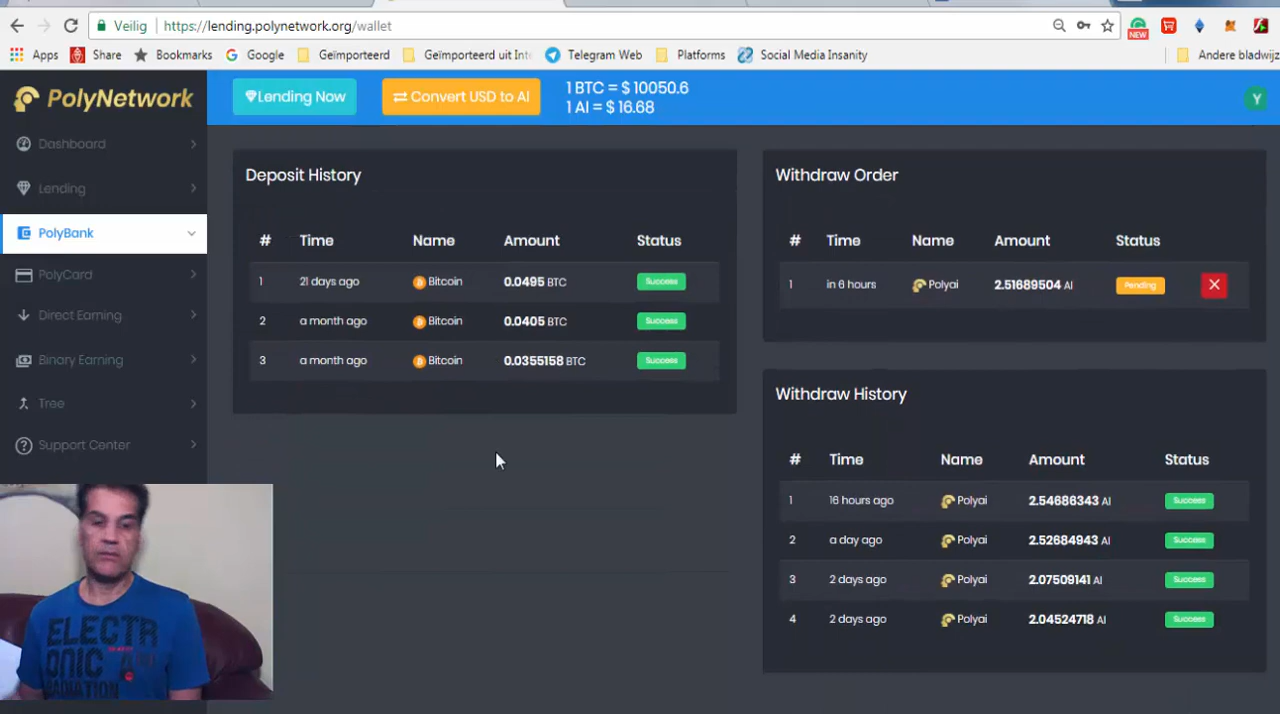 Veilig
https://lending.polynetwork.org/wallet
NEW
Apps Share Bookmarks Google Geïmporteerd Geïmporteerd uit Int Telegram Web Platforms Social Media Insanity Andere bladwijz
PolyNetwork
Lending Now
Convert USD to AI
1 BTC = $ 10050.6
1 AI = $ 16.68
Y
Dashboard
Lending
PolyBank
PolyCard
Direct Earning
Binary Earning
Tree
Support Center
Deposit History
# Time Name Amount Status
1 21 days ago Bitcoin 0.0495 BTC Success
2 a month ago Bitcoin 0.0405 BTC Success
3 a month ago Bitcoin 0.0355158 BTC Success
Withdraw Order
# Time Name Amount Status
1 in 6 hours Polyai 2.51689504 AI Pending
Withdraw History
# Time Name Amount Status
1 16 hours ago Polyai 2.54686343 AI Success
2 a day ago Polyai 2.52684943 AI Success
3 2 days ago Polyai 2.07509141 AI Success
4 2 days ago Polyai 2.04524718 AI Success
ELECTR
ONIC